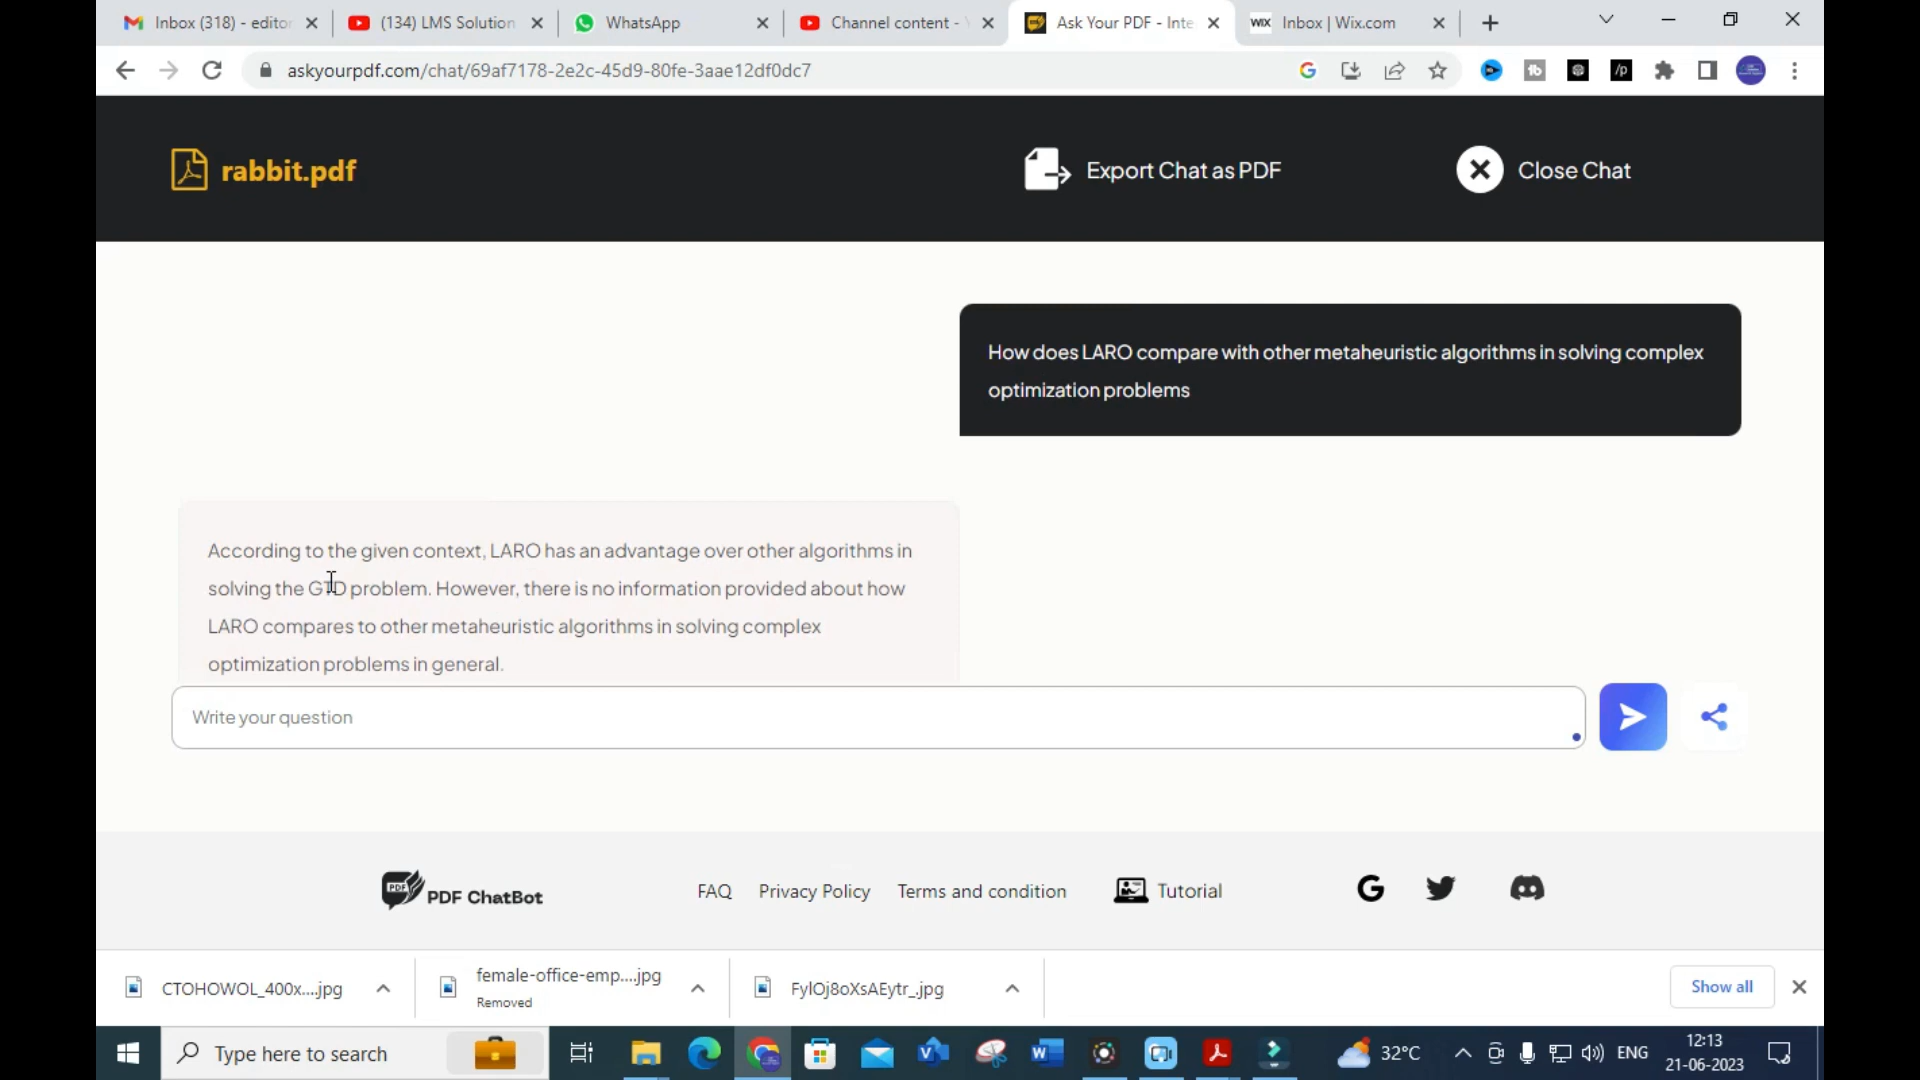 Inbox (318) - editor
(134) LMS Solution
WhatsApp
Channel content -
Ask Your PDF - Inte
WIX Inbox | Wix.com
askyourpdf.com/chat/69af7178-2e2c-45d9-80fe-3aae12df0dc7
rabbit.pdf
Export Chat as PDF
Close Chat
How does LARO compare with other metaheuristic algorithms in solving complex
optimization problems
According to the given context, LARO has an advantage over other algorithms in
solving the GTD problem. However, there is no information provided about how
LARO compares to other metaheuristic algorithms in solving complex
optimization problems in general.
Write your question
PDF
PDF ChatBot
FAQ
Privacy Policy
Terms and condition
Tutorial
CTOHOWOL_400x....jpg
female-office-emp....jpg
Removed
FylOj8oXsAEytr_.jpg
Show all
Type here to search
32°C
ENG
12:13
21-06-2023